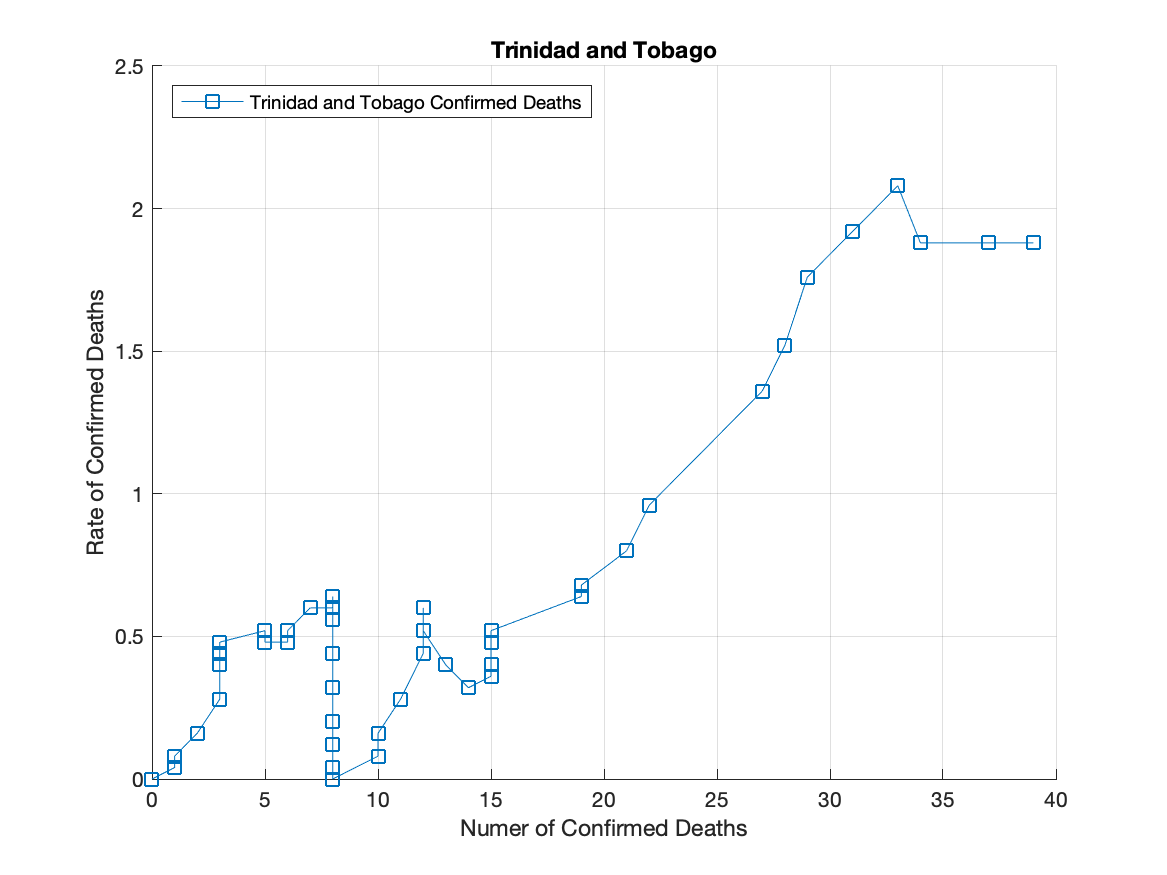 Trinidad and Tobago
2.5
Trinidad and Tobago Confirmed Deaths
2
1.5
1
0.5
0
Rate of Confirmed Deaths
0 5 10 15 20 25 30 35 40
Numer of Confirmed Deaths